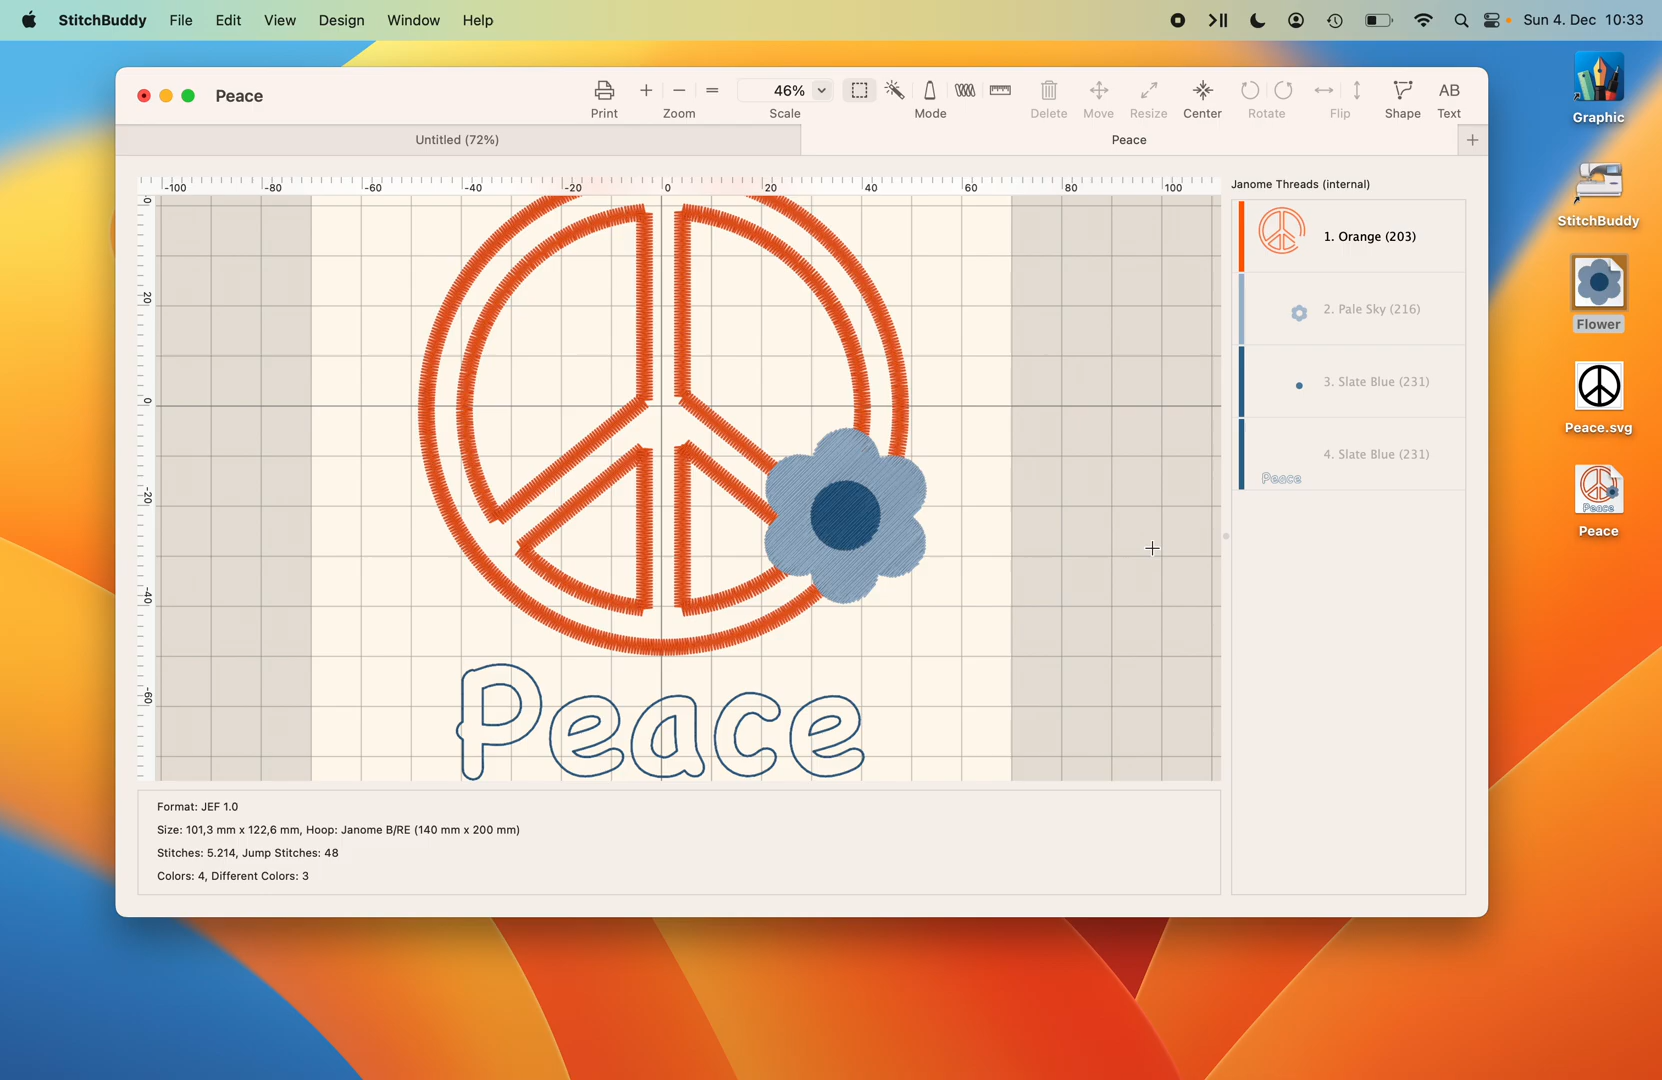 StitchBuddy File Edit View Design Window Help Sun 4. Dec 10:33
Peace
46%
Print Zoom Scale Mode Delete Move Resize Center Rotate Flip Shape Text
AB
Untitled (72%) Peace
-100 -80 -60 -40 -20 0 20 40 60 80 100
0
20
0
-20
-40
-60
Peace
Janome Threads (internal)
1. Orange (203)
2. Pale Sky (216)
3. Slate Blue (231)
4. Slate Blue (231)
Peace
Format: JEF 1.0
Size: 101,3 mm x 122,6 mm, Hoop: Janome B/RE (140 mm x 200 mm)
Stitches: 5.214, Jump Stitches: 48
Colors: 4, Different Colors: 3
Graphic
StitchBuddy
Flower
Peace.svg
Peace
Peace